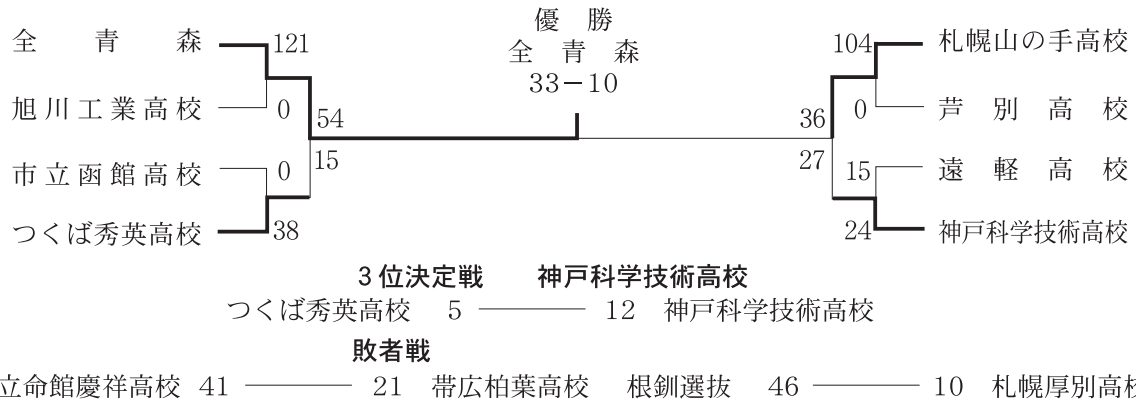 優勝
全青森
33－10
全青森 121
旭川工業高校 0
54
15
市立函館高校 0
つくば秀英高校 38
104 札幌山の手高校
0 芦別高校
36
27
15 遠軽高校
24 神戸科学技術高校
3位決定戦 神戸科学技術高校
つくば秀英高校 5 ―― 12 神戸科学技術高校
敗者戦
立命館慶祥高校 41 ―― 21 帯広柏葉高校 根釧選抜 46 ―― 10 札幌厚別高校